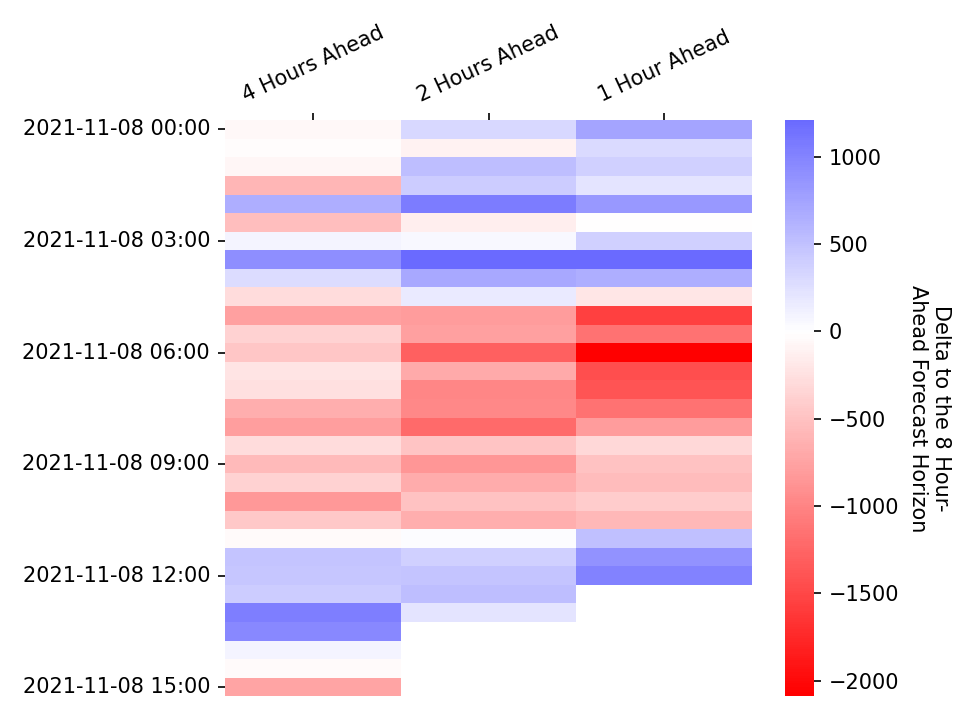 4 Hours Ahead
2 Hours Ahead
1 Hour Ahead
2021-11-08 00:00
2021-11-08 03:00
2021-11-08 06:00
2021-11-08 09:00
2021-11-08 12:00
2021-11-08 15:00
1000
500
0
−500
−1000
−1500
−2000
Delta to the 8 Hour-
Ahead Forecast Horizon